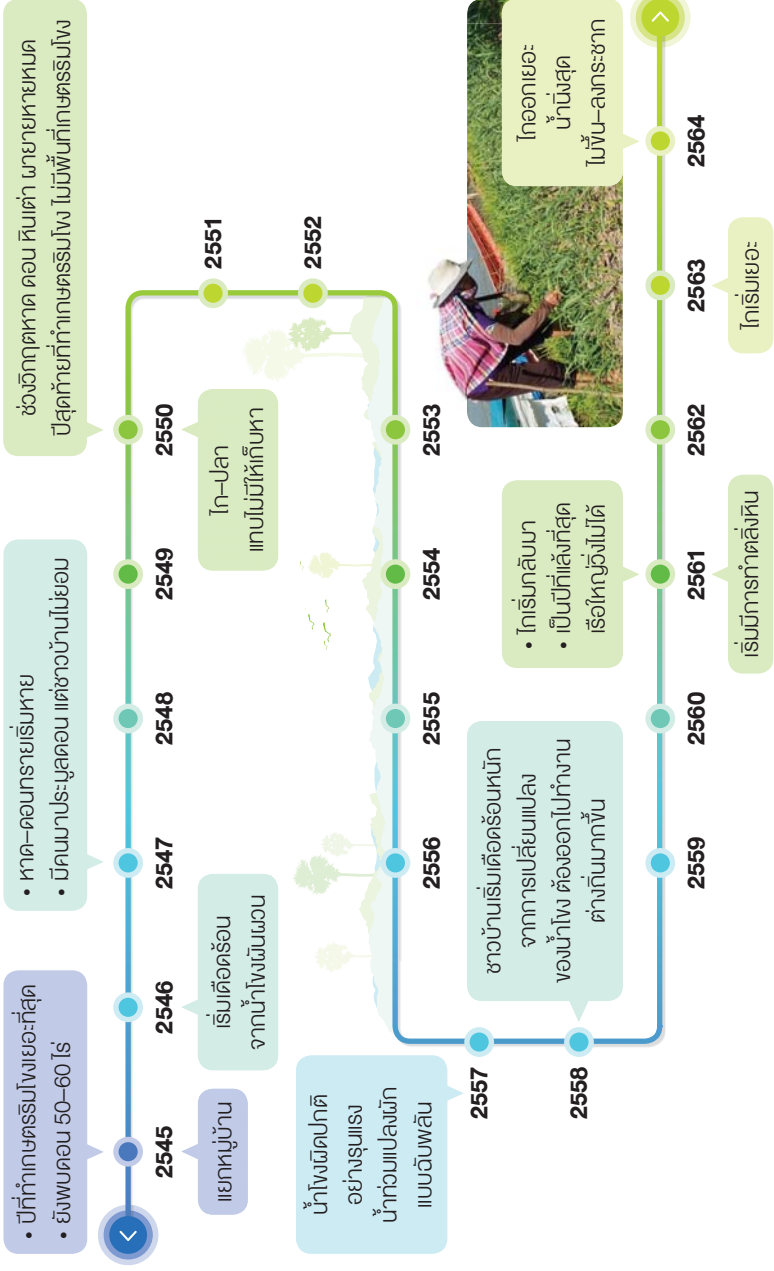 • ปีที่ทำเกษตรริมโขงเยอะที่สุด
• ยังพบดอน 50–60 ไร่
2545
แยกหมู่บ้าน
2546
เริ่มเดือดร้อน
จากน้ำโขงผันผวน
• หาด–ดอนทรายเริ่มหาย
• มีคนมาประมูลดอน แต่ชาวบ้านไม่ยอม
2547
2548
2549
ช่วงวิกฤตหาด ดอน หินเต่า ผายายหายหมด
ปีสุดท้ายที่ทำเกษตรริมโขง ไม่มีพื้นที่เกษตรริมโขง
2550
ไก–ปลา
แทบไม่มีให้เก็บหา
2551
2552
2553
2554
2555
2556
น้ำโขงผิดปกติ
อย่างรุนแรง
น้ำท่วมแปลงผัก
แบบฉับพลัน
2557
2558
ชาวบ้านเริ่มเดือดร้อนหนัก
จากการเปลี่ยนแปลง
ของน้ำโขง ต้องออกไปทำงาน
ต่างถิ่นมากขึ้น
2559
2560
• ไกเริ่มกลับมา
• เป็นปีที่แล้งที่สุด
เรือใหญ่วิ่งไม่ได้
2561
เริ่มมีการทำตลิ่งหิน
2562
2563
ไกเริ่มเยอะ
ไกออกเยอะ
น้ำนิ่งสุด
ไม่ขึ้น–ลงกระชาก
2564